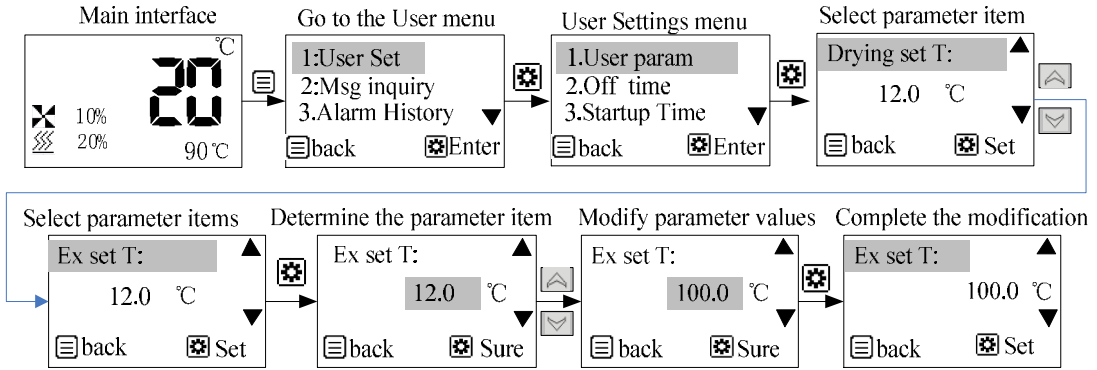 Main interface
℃
20
10%
20%
90℃
Go to the User menu
1:User Set
2:Msg inquiry
3.Alarm History
back Enter
User Settings menu
1.User param
2.Off time
3.Startup Time
back Enter
Select parameter item
Drying set T:
12.0 ℃
back Set
Select parameter items
Ex set T:
12.0 ℃
back Set
Determine the parameter item
Ex set T:
12.0 ℃
back Sure
Modify parameter values
Ex set T:
100.0 ℃
back Sure
Complete the modification
Ex set T:
100.0 ℃
back Set